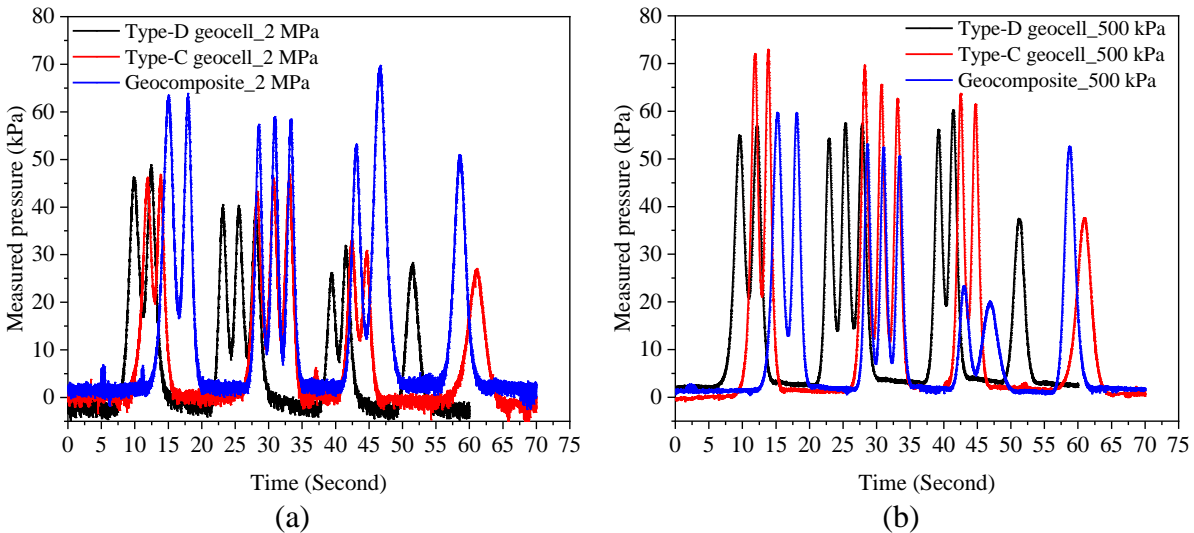 Type-D geocell_2 MPa
Type-C geocell_2 MPa
Geocomposite_2 MPa
Measured pressure (kPa)
80
70
60
50
40
30
20
10
0
0 5 10 15 20 25 30 35 40 45 50 55 60 65 70 75
Time (Second)
(a)
Type-D geocell_500 kPa
Type-C geocell_500 kPa
Geocomposite_500 kPa
Measured pressure (kPa)
80
70
60
50
40
30
20
10
0
0 5 10 15 20 25 30 35 40 45 50 55 60 65 70 75
Time (Second)
(b)